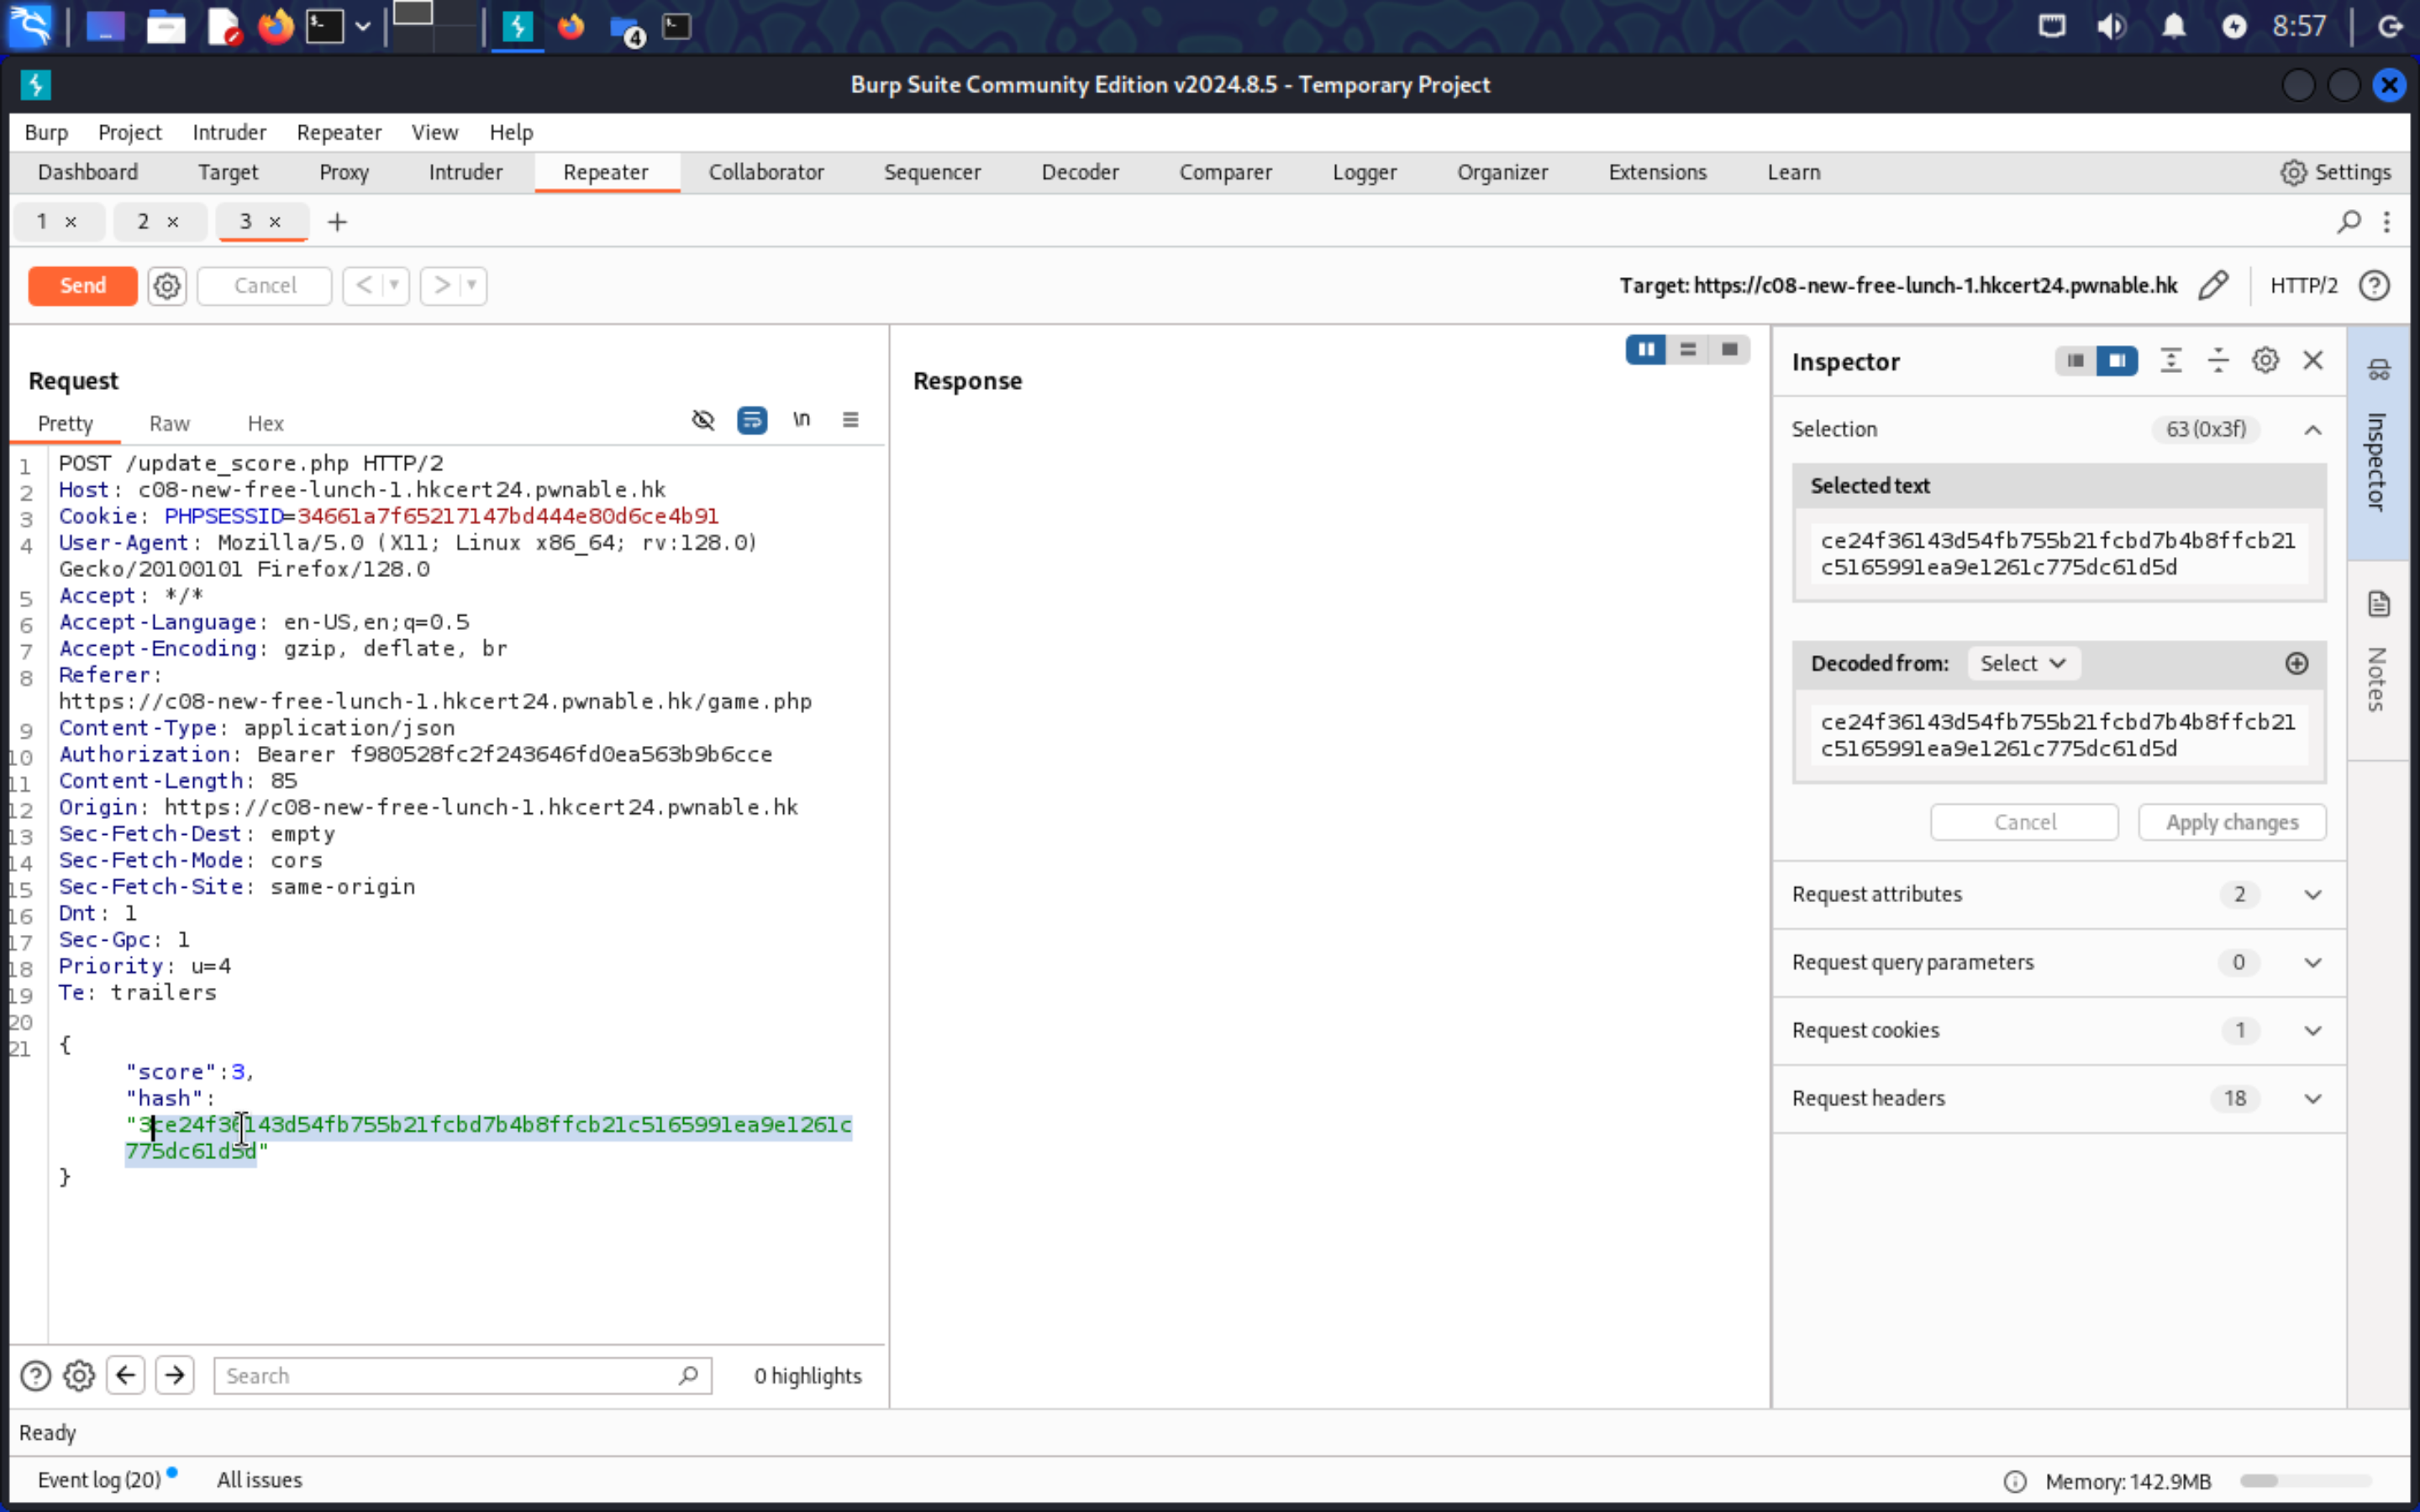 4
8:57
Burp Suite Community Edition v2024.8.5 - Temporary Project
Burp Project Intruder Repeater View Help
Dashboard Target Proxy Intruder Repeater Collaborator Sequencer Decoder Comparer Logger Organizer Extensions Learn Settings
1 × 2 × 3 × +
Send Cancel < > Target: https://c08-new-free-lunch-1.hkcert24.pwnable.hk HTTP/2
Request
Pretty Raw Hex \n
1 POST /update_score.php HTTP/2
2 Host: c08-new-free-lunch-1.hkcert24.pwnable.hk
3 Cookie: PHPSESSID=34661a7f65217147bd444e80d6ce4b91
4 User-Agent: Mozilla/5.0 (X11; Linux x86_64; rv:128.0)
Gecko/20100101 Firefox/128.0
5 Accept: */*
6 Accept-Language: en-US,en;q=0.5
7 Accept-Encoding: gzip, deflate, br
8 Referer:
https://c08-new-free-lunch-1.hkcert24.pwnable.hk/game.php
9 Content-Type: application/json
10 Authorization: Bearer f980528fc2f243646fd0ea563b9b6cce
11 Content-Length: 85
12 Origin: https://c08-new-free-lunch-1.hkcert24.pwnable.hk
13 Sec-Fetch-Dest: empty
14 Sec-Fetch-Mode: cors
15 Sec-Fetch-Site: same-origin
16 Dnt: 1
17 Sec-Gpc: 1
18 Priority: u=4
19 Te: trailers
20
21 {
"score":3,
"hash":
"3ce24f36143d54fb755b21fcbd7b4b8ffcb21c5165991ea9e1261c
775dc61d5d"
}
Search 0 highlights
Response
Inspector
Selection 63 (0x3f)
Selected text
ce24f36143d54fb755b21fcbd7b4b8ffcb21
c5165991ea9e1261c775dc61d5d
Decoded from: Select
ce24f36143d54fb755b21fcbd7b4b8ffcb21
c5165991ea9e1261c775dc61d5d
Cancel Apply changes
Request attributes 2
Request query parameters 0
Request cookies 1
Request headers 18
Inspector
Notes
Ready
Event log (20) All issues Memory: 142.9MB